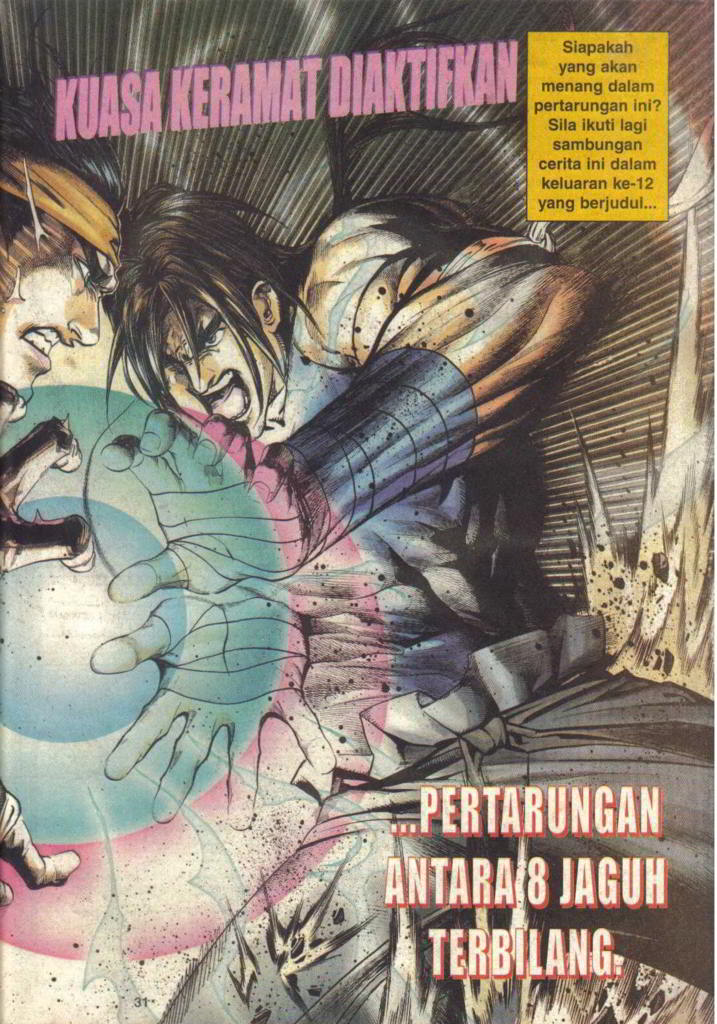 KUASA KERAMAT DIAKTIFKAN
Siapakah
yang akan
menang dalam
pertarungan ini?
Sila ikuti lagi
sambungan
cerita ini dalam
keluaran ke-12
yang berjudul...
...PERTARUNGAN
ANTARA 8 JAGUH
TERBILANG.
31